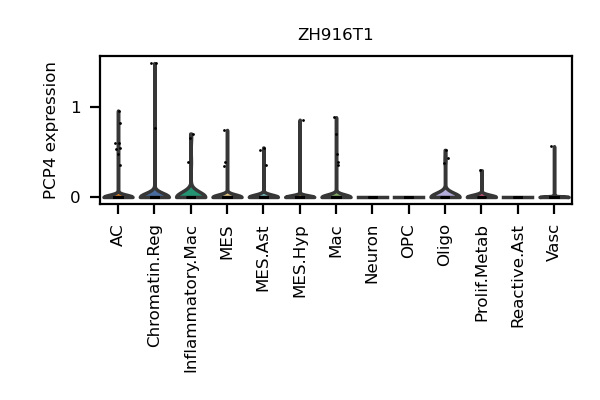 ZH916T1
PCP4 expression
1
0
AC
Chromatin.Reg
Inflammatory.Mac
MES
MES.Ast
MES.Hyp
Mac
Neuron
OPC
Oligo
Prolif.Metab
Reactive.Ast
Vasc